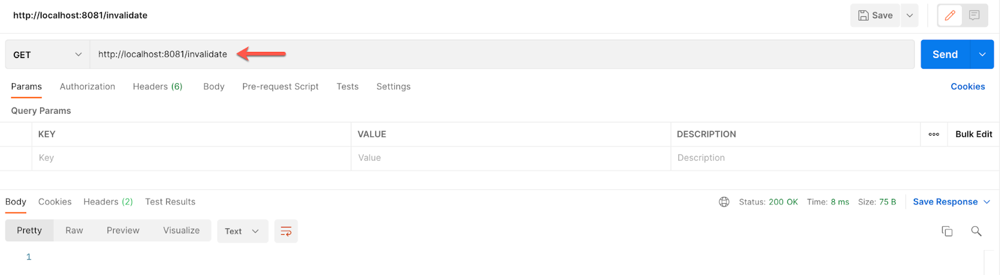 http://localhost:8081/invalidate Save
GET http://localhost:8081/invalidate Send
Params Authorization Headers (6) Body Pre-request Script Tests Settings Cookies
Query Params
KEY VALUE DESCRIPTION Bulk Edit
Key Value Description
Body Cookies Headers (2) Test Results Status: 200 OK Time: 8 ms Size: 75 B Save Response
Pretty Raw Preview Visualize Text
1